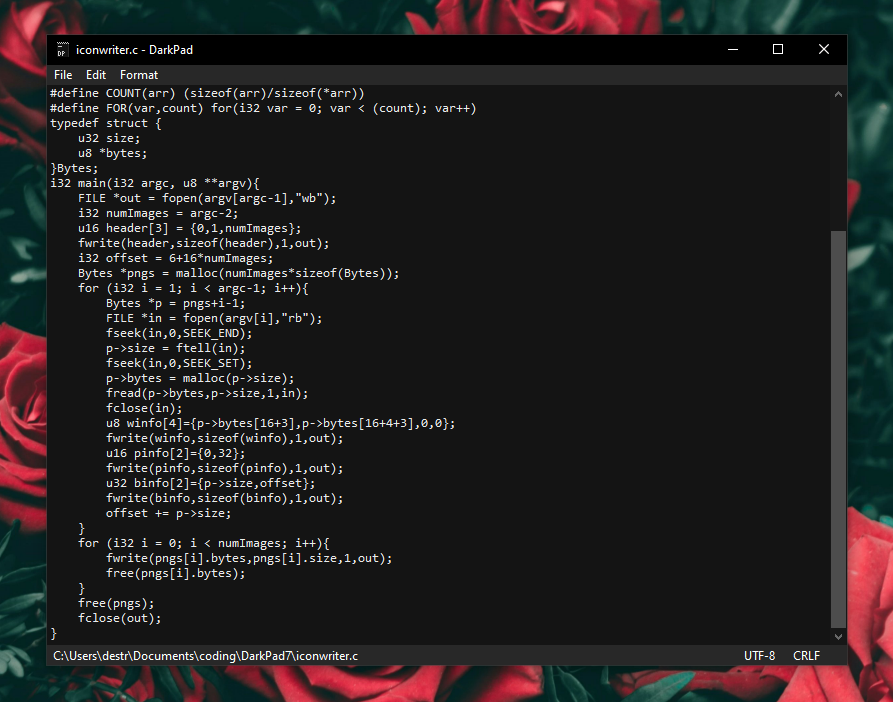 DP iconwriter.c - DarkPad
File Edit Format
#define COUNT(arr) (sizeof(arr)/sizeof(*arr))
#define FOR(var,count) for(i32 var = 0; var < (count); var++)
typedef struct {
    u32 size;
    u8 *bytes;
}Bytes;
i32 main(i32 argc, u8 **argv){
    FILE *out = fopen(argv[argc-1],"wb");
    i32 numImages = argc-2;
    u16 header[3] = {0,1,numImages};
    fwrite(header,sizeof(header),1,out);
    i32 offset = 6+16*numImages;
    Bytes *pngs = malloc(numImages*sizeof(Bytes));
    for (i32 i = 1; i < argc-1; i++){
        Bytes *p = pngs+i-1;
        FILE *in = fopen(argv[i],"rb");
        fseek(in,0,SEEK_END);
        p->size = ftell(in);
        fseek(in,0,SEEK_SET);
        p->bytes = malloc(p->size);
        fread(p->bytes,p->size,1,in);
        fclose(in);
        u8 winfo[4]={p->bytes[16+3],p->bytes[16+4+3],0,0};
        fwrite(winfo,sizeof(winfo),1,out);
        u16 pinfo[2]={0,32};
        fwrite(pinfo,sizeof(pinfo),1,out);
        u32 binfo[2]={p->size,offset};
        fwrite(binfo,sizeof(binfo),1,out);
        offset += p->size;
    }
    for (i32 i = 0; i < numImages; i++){
        fwrite(pngs[i].bytes,pngs[i].size,1,out);
        free(pngs[i].bytes);
    }
    free(pngs);
    fclose(out);
}
C:\Users\destr\Documents\coding\DarkPad7\iconwriter.c UTF-8 CRLF